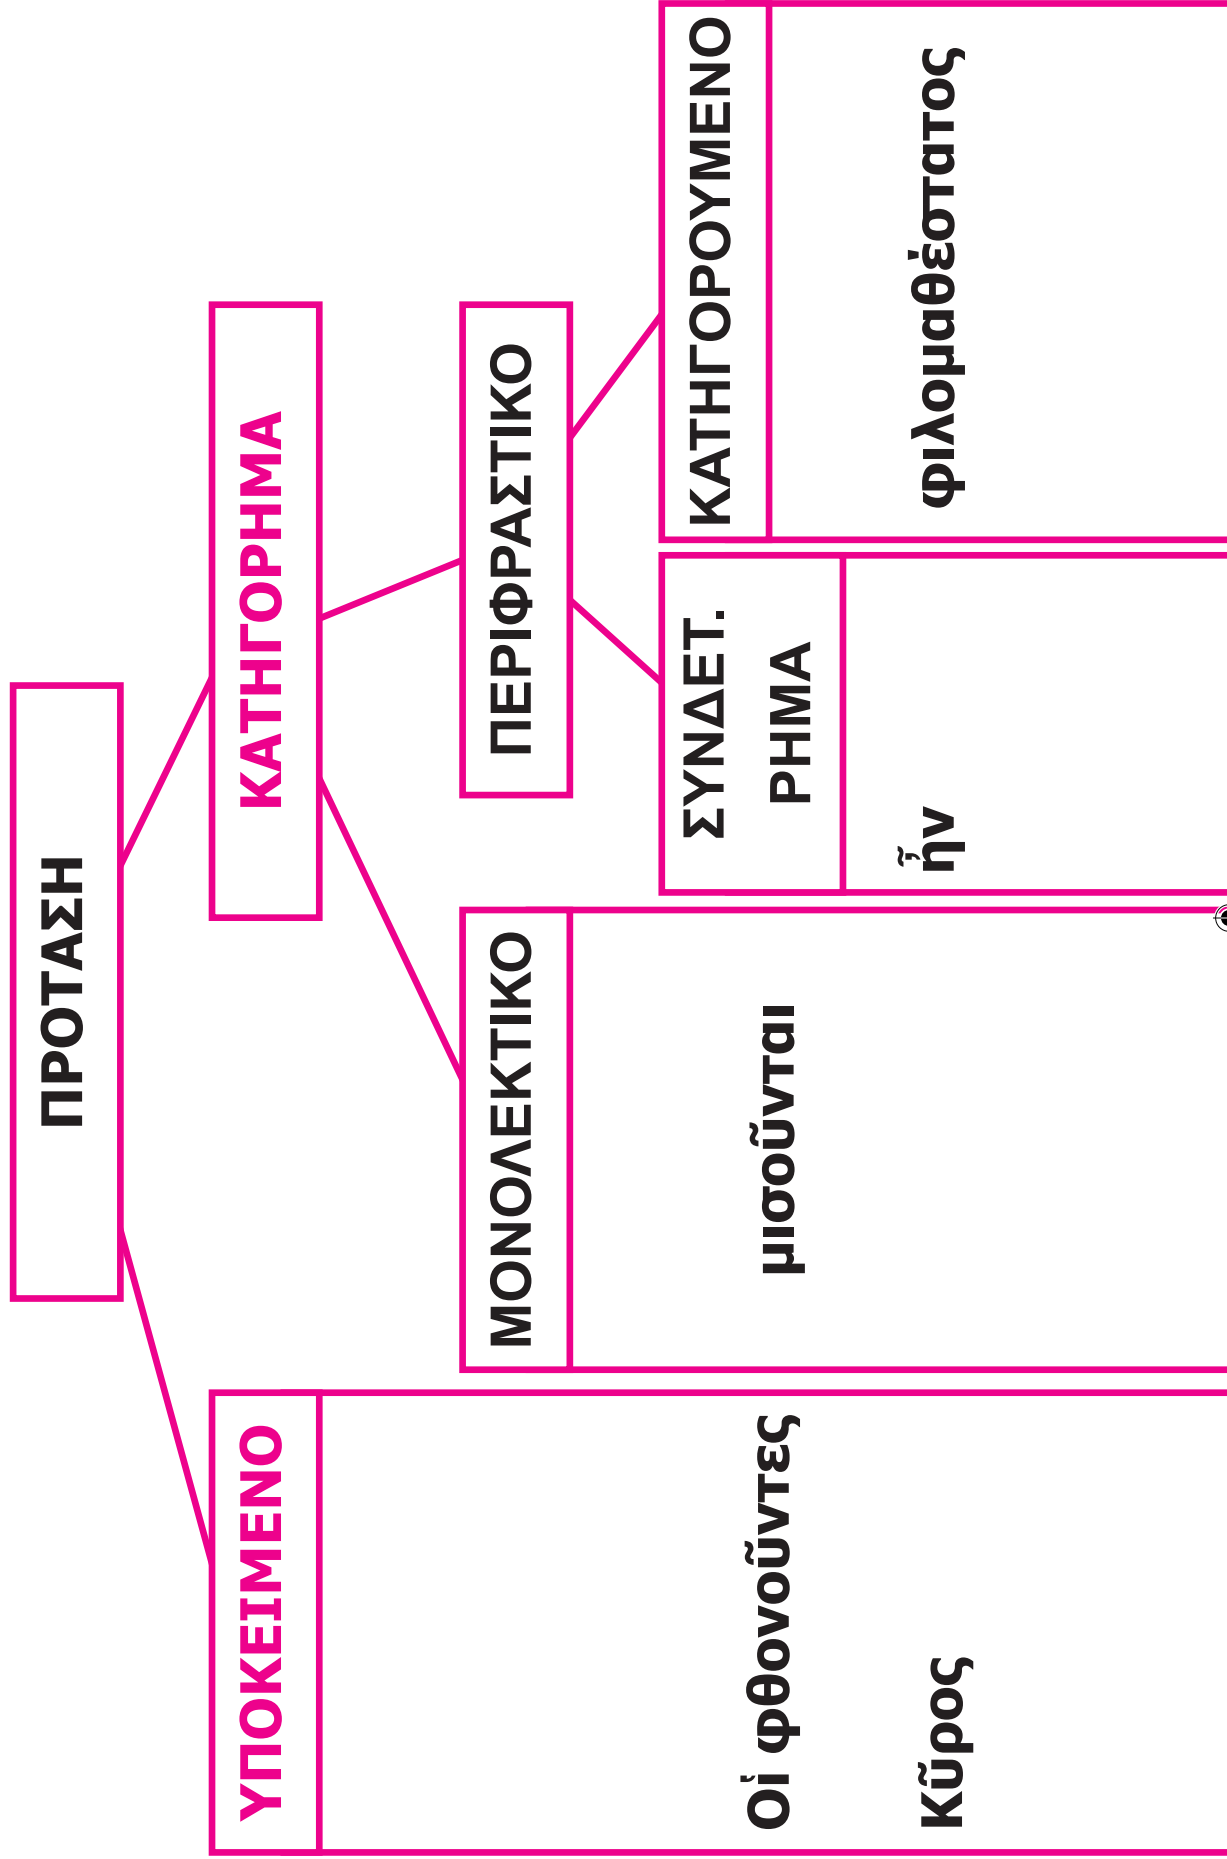 ΠΡΟΤΑΣΗ
ΥΠΟΚΕΙΜΕΝΟ
ΚΑΤΗΓΟΡΗΜΑ
ΜΟΝΟΛΕΚΤΙΚΟ
ΠΕΡΙΦΡΑΣΤΙΚΟ
ΣΥΝΔΕΤ.
ΡΗΜΑ
ΚΑΤΗΓΟΡΟΥΜΕΝΟ
Οἱ φθονοῦντες
μισοῦνται
Κῦρος
ἦν
φιλομαθέστατος